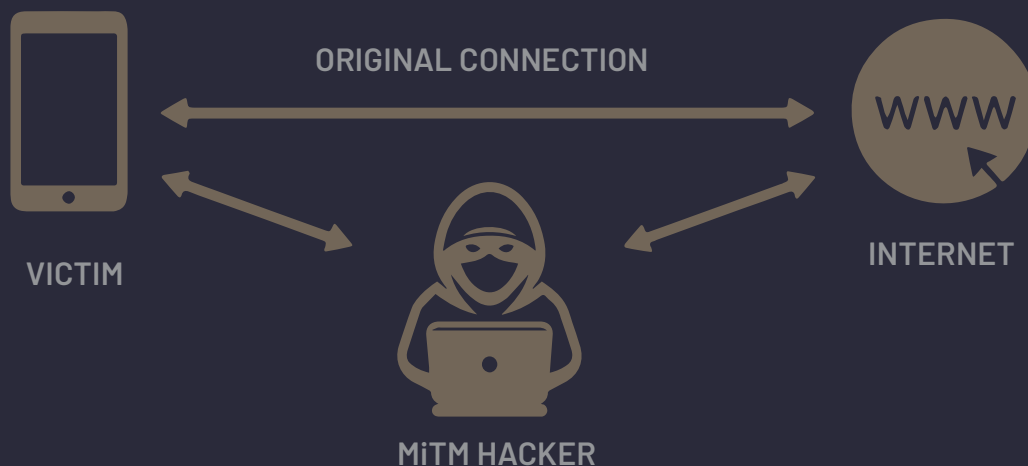 ORIGINAL CONNECTION
WWW
INTERNET
VICTIM
MiTM HACKER